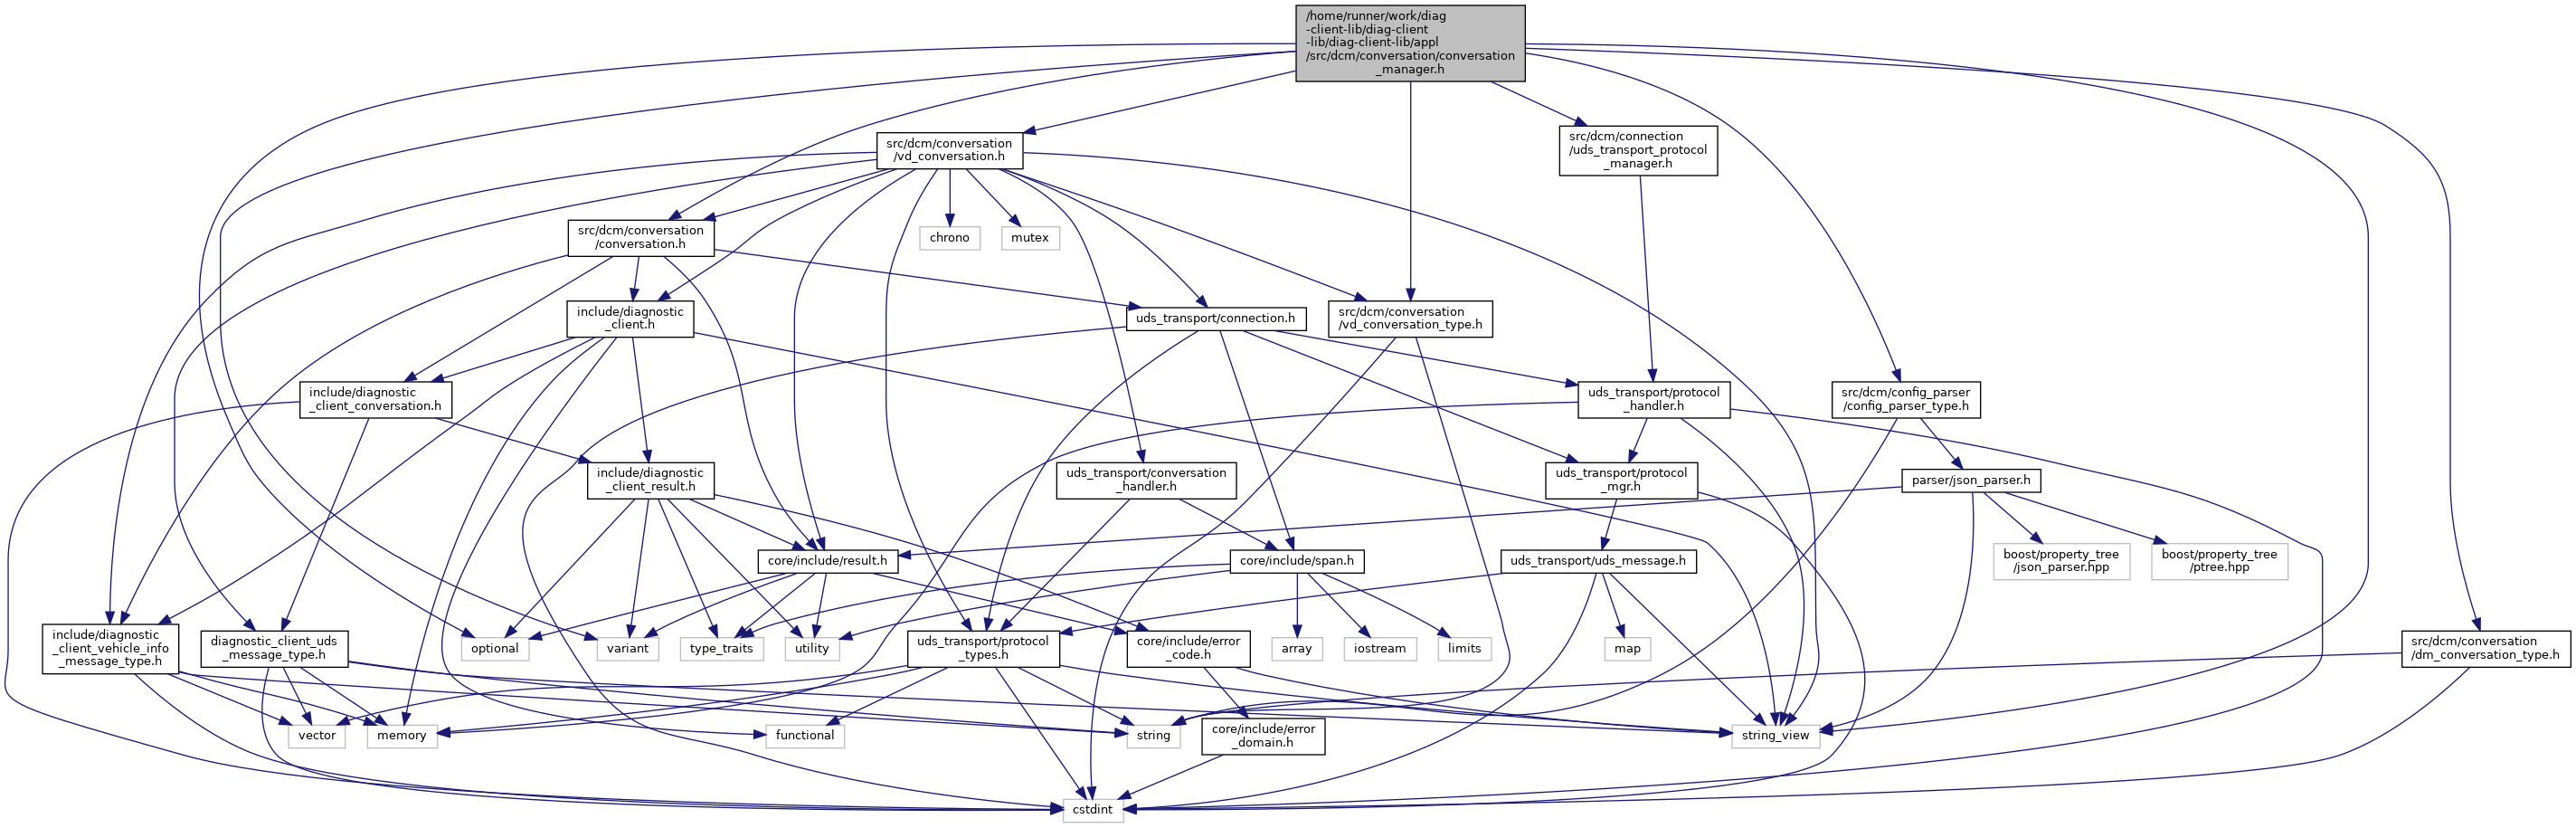 /home/runner/work/diag
-client-lib/diag-client
-lib/diag-client-lib/appl
/src/dcm/conversation/conversation
_manager.h
src/dcm/connection
/uds_transport_protocol
_manager.h
src/dcm/conversation
/vd_conversation.h
src/dcm/conversation
/conversation.h
chrono
mutex
include/diagnostic
_client.h
uds_transport/connection.h
src/dcm/conversation
/vd_conversation_type.h
include/diagnostic
_client_conversation.h
uds_transport/protocol
_handler.h
src/dcm/config_parser
/config_parser_type.h
include/diagnostic
_client_result.h
uds_transport/conversation
_handler.h
uds_transport/protocol
_mgr.h
parser/json_parser.h
core/include/result.h
core/include/span.h
uds_transport/uds_message.h
boost/property_tree
/json_parser.hpp
boost/property_tree
/ptree.hpp
include/diagnostic
_client_vehicle_info
_message_type.h
diagnostic_client_uds
_message_type.h
optional
variant
type_traits
utility
uds_transport/protocol
_types.h
core/include/error
_code.h
array
iostream
limits
map
src/dcm/conversation
/dm_conversation_type.h
vector
memory
functional
string
core/include/error
_domain.h
string_view
cstdint